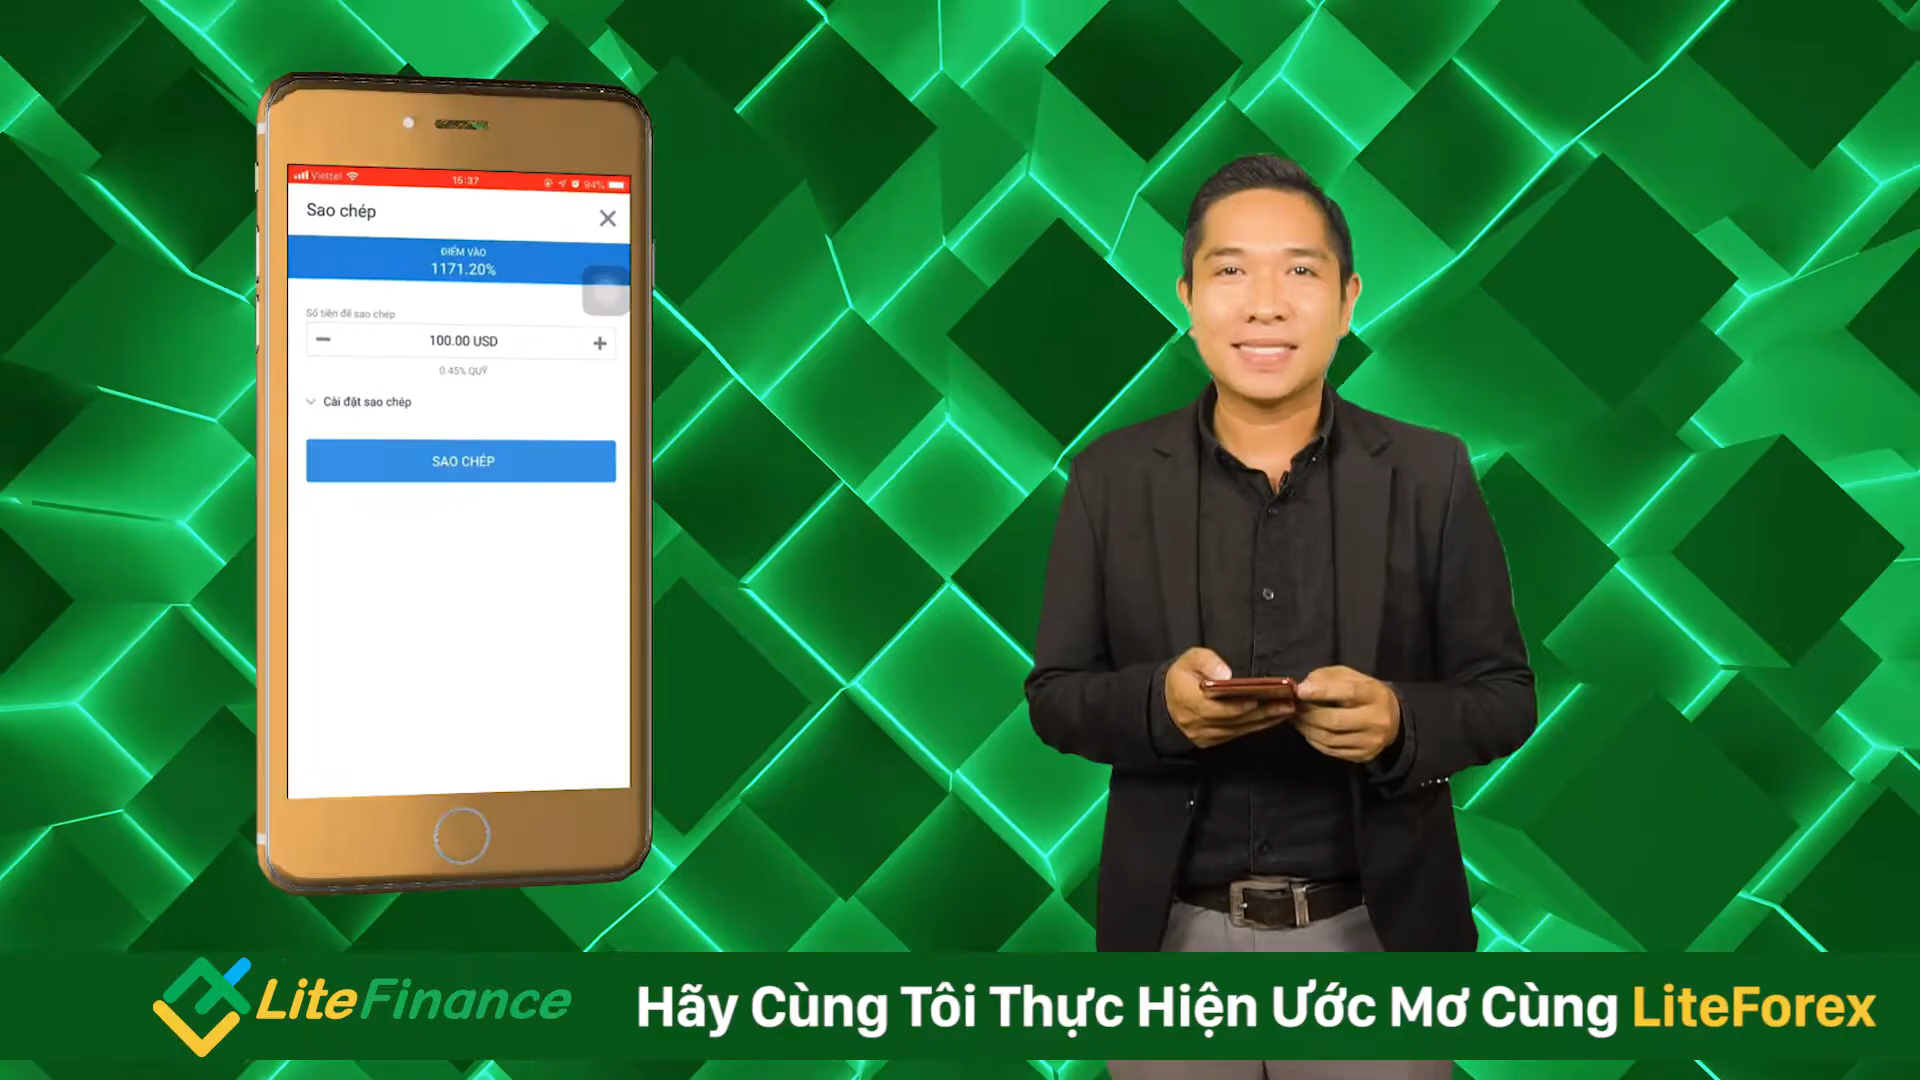 Viettel 15:37 94%
Sao chép
ĐIỂM VÀO
1171.20%
Số tiền để sao chép
100.00 USD
0.45% QUỸ
Cài đặt sao chép
SAO CHÉP
LiteFinance
Hãy Cùng Tôi Thực Hiện Ước Mơ Cùng LiteForex